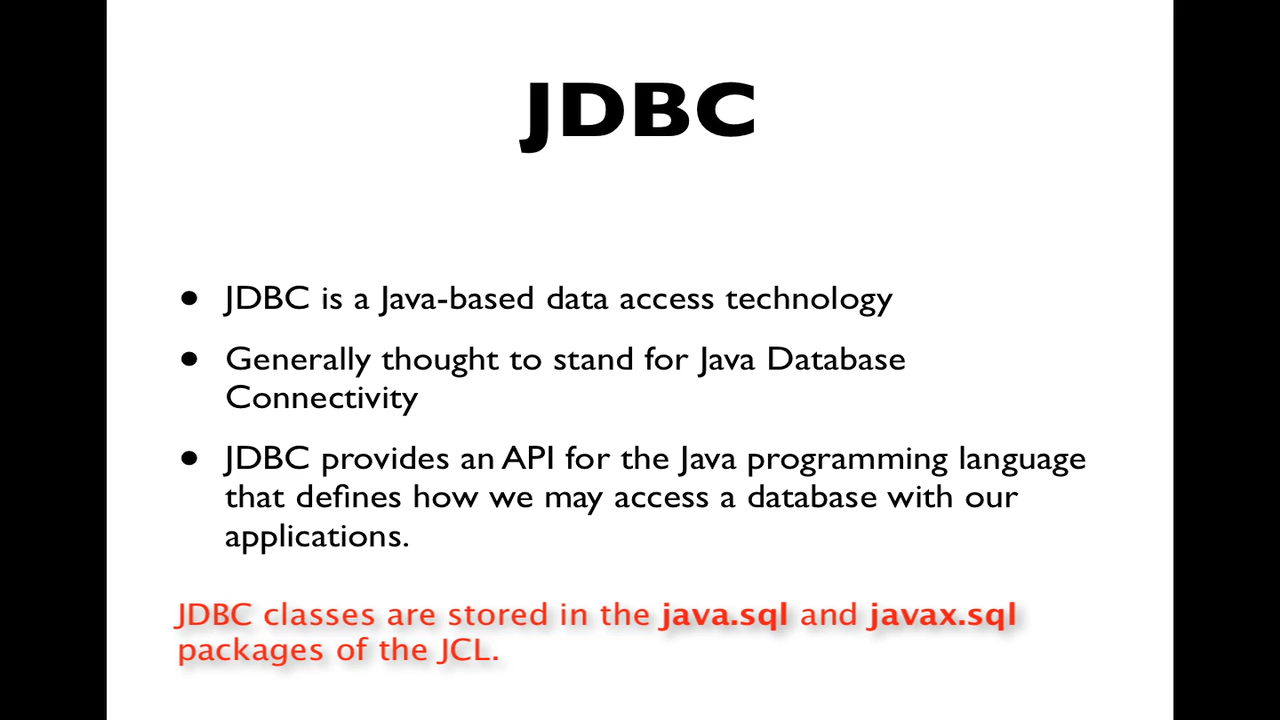 JDBC
• JDBC is a Java-based data access technology
• Generally thought to stand for Java Database
Connectivity
• JDBC provides an API for the Java programming language
that defines how we may access a database with our
applications.
JDBC classes are stored in the java.sql and javax.sql
packages of the JCL.